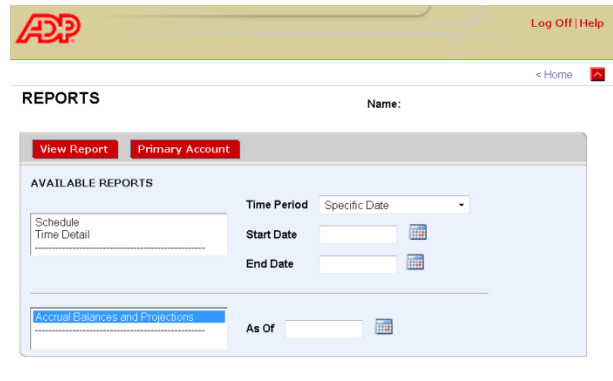 ADP
Log Off | Help
< Home
REPORTS
Name:
View Report
Primary Account
AVAILABLE REPORTS
Time Period
Specific Date
Schedule
Time Detail
----------------------------------------------------
Start Date
End Date
Accrual Balances and Projections
----------------------------------------------------
As Of